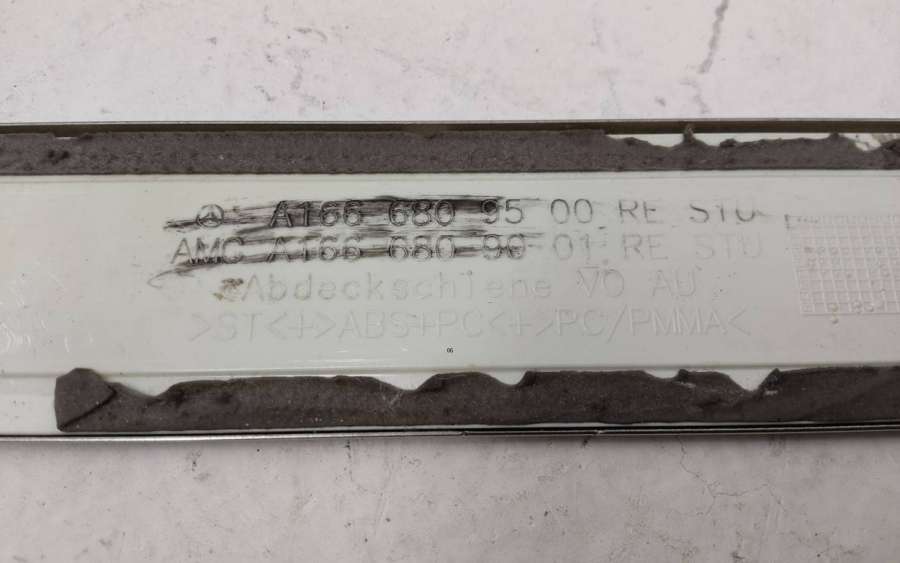 A166 680 95 00 RE STU
AMC A166 680 90 01 RE STU
Abdeckschiene VO AU
>ST<+>ABS+PC<+>PC/PMMA<
06